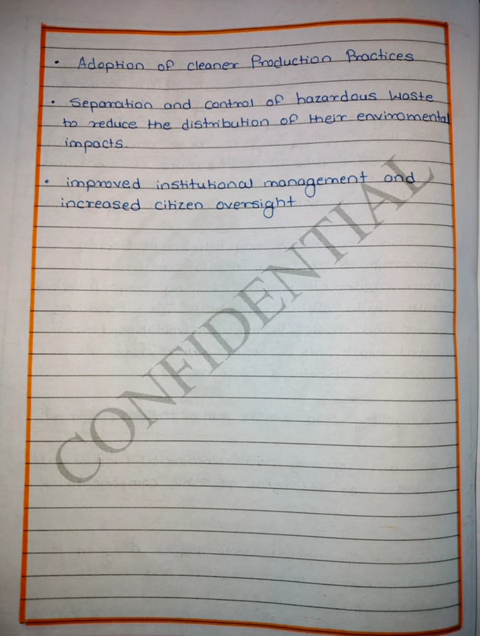 • Adoption of cleaner Production Practices
• Separation and control of hazardous waste
to reduce the distribution of their enviromental
impacts.
• improved institutional management and
increased citizen oversight
CONFIDENTIAL